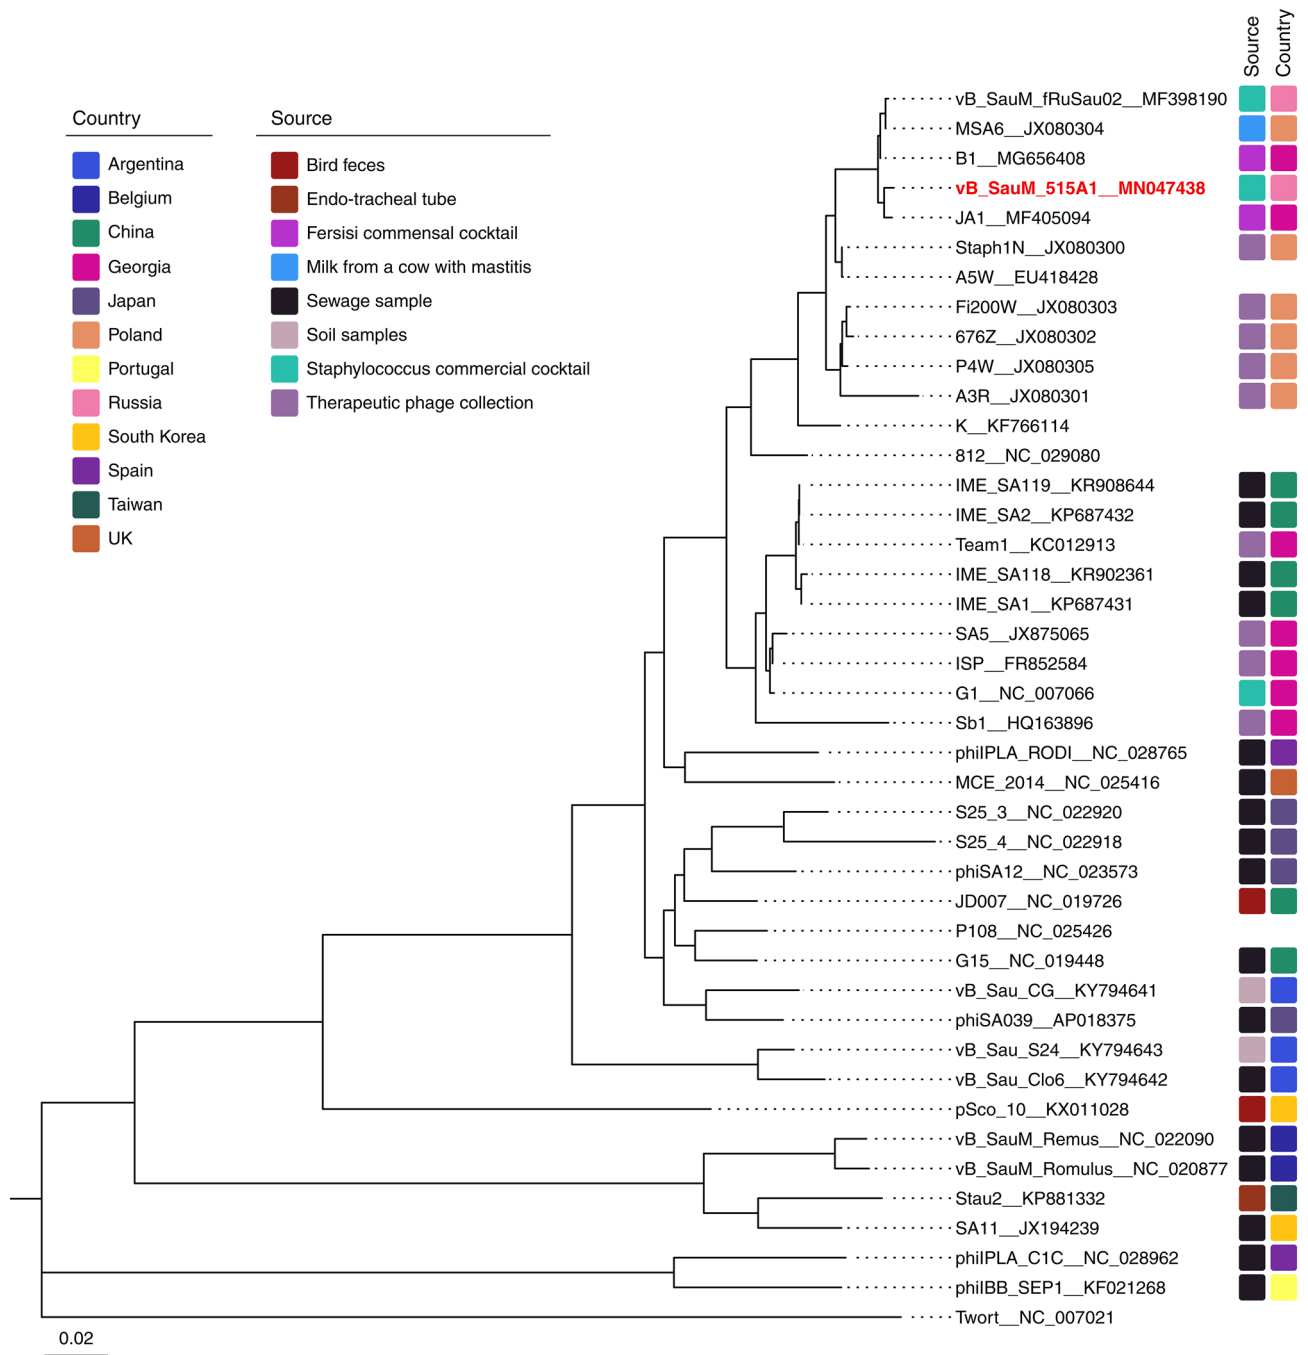 Source
Country
Country
Argentina
Belgium
China
Georgia
Japan
Poland
Portugal
Russia
South Korea
Spain
Taiwan
UK
Source
Bird feces
Endo-tracheal tube
Fersisi commensal cocktail
Milk from a cow with mastitis
Sewage sample
Soil samples
Staphylococcus commercial cocktail
Therapeutic phage collection
vB_SauM_fRuSau02__MF398190
MSA6__JX080304
B1__MG656408
vB_SauM_515A1__MN047438
JA1__MF405094
Staph1N__JX080300
A5W__EU418428
Fi200W__JX080303
676Z__JX080302
P4W__JX080305
A3R__JX080301
K__KF766114
812__NC_029080
IME_SA119__KR908644
IME_SA2__KP687432
Team1__KC012913
IME_SA118__KR902361
IME_SA1__KP687431
SA5__JX875065
ISP__FR852584
G1__NC_007066
Sb1__HQ163896
phiIPLA_RODI__NC_028765
MCE_2014__NC_025416
S25_3__NC_022920
S25_4__NC_022918
phiSA12__NC_023573
JD007__NC_019726
P108__NC_025426
G15__NC_019448
vB_Sau_CG__KY794641
phiSA039__AP018375
vB_Sau_S24__KY794643
vB_Sau_Clo6__KY794642
pSco_10__KX011028
vB_SauM_Remus__NC_022090
vB_SauM_Romulus__NC_020877
Stau2__KP881332
SA11__JX194239
phiIPLA_C1C__NC_028962
phiIBB_SEP1__KF021268
Twort__NC_007021
0.02